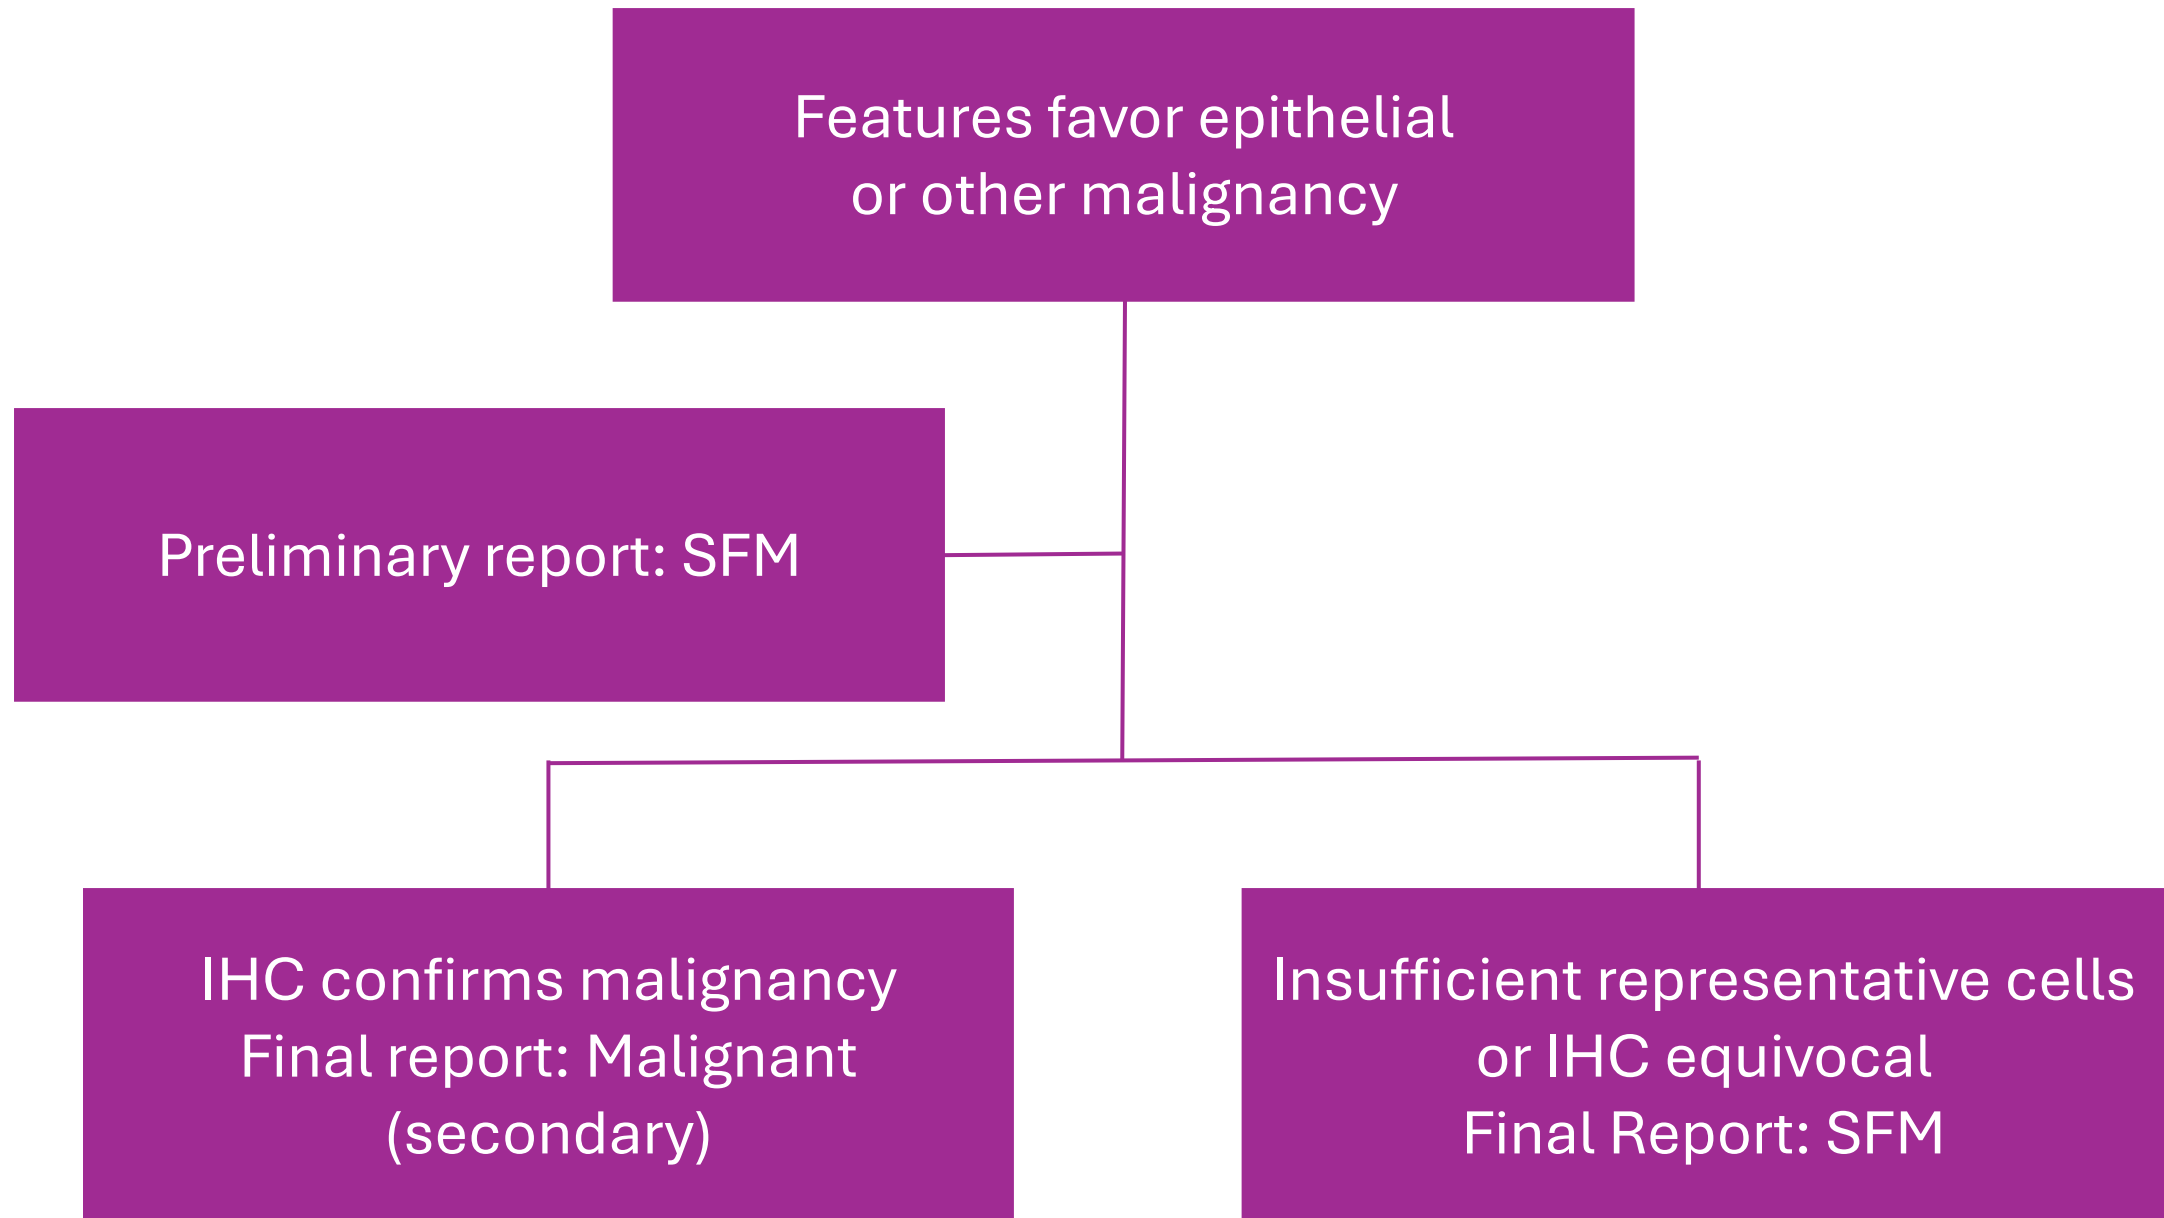 Features favor epithelial
or other malignancy
Preliminary report: SFM
IHC confirms malignancy
Final report: Malignant
(secondary)
Insufficient representative cells
or IHC equivocal
Final Report: SFM